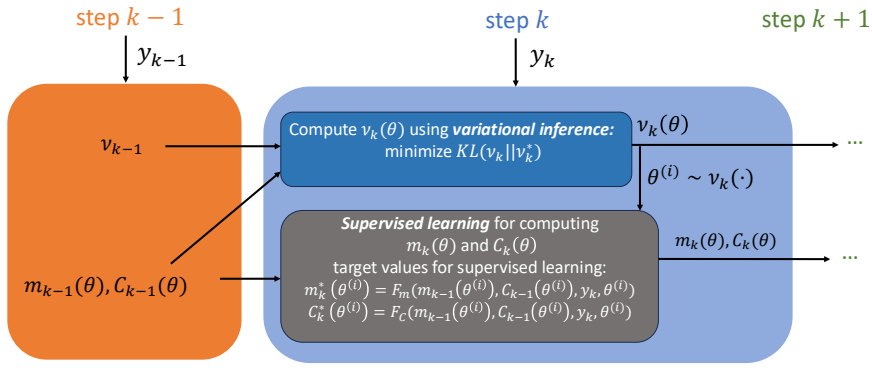 step k − 1
step k
step k + 1
y_{k−1}
y_k
ν_{k−1}
m_{k−1}(θ), C_{k−1}(θ)
Compute ν_k(θ) using variational inference:
minimize KL(ν_k||ν_k^*)
ν_k(θ)
...
θ^{(i)} ~ ν_k(·)
Supervised learning for computing
m_k(θ) and C_k(θ)
target values for supervised learning:
m_k^*(θ^{(i)}) = F_m(m_{k−1}(θ^{(i)}), C_{k−1}(θ^{(i)}), y_k, θ^{(i)})
C_k^*(θ^{(i)}) = F_C(m_{k−1}(θ^{(i)}), C_{k−1}(θ^{(i)}), y_k, θ^{(i)})
m_k(θ), C_k(θ)
...